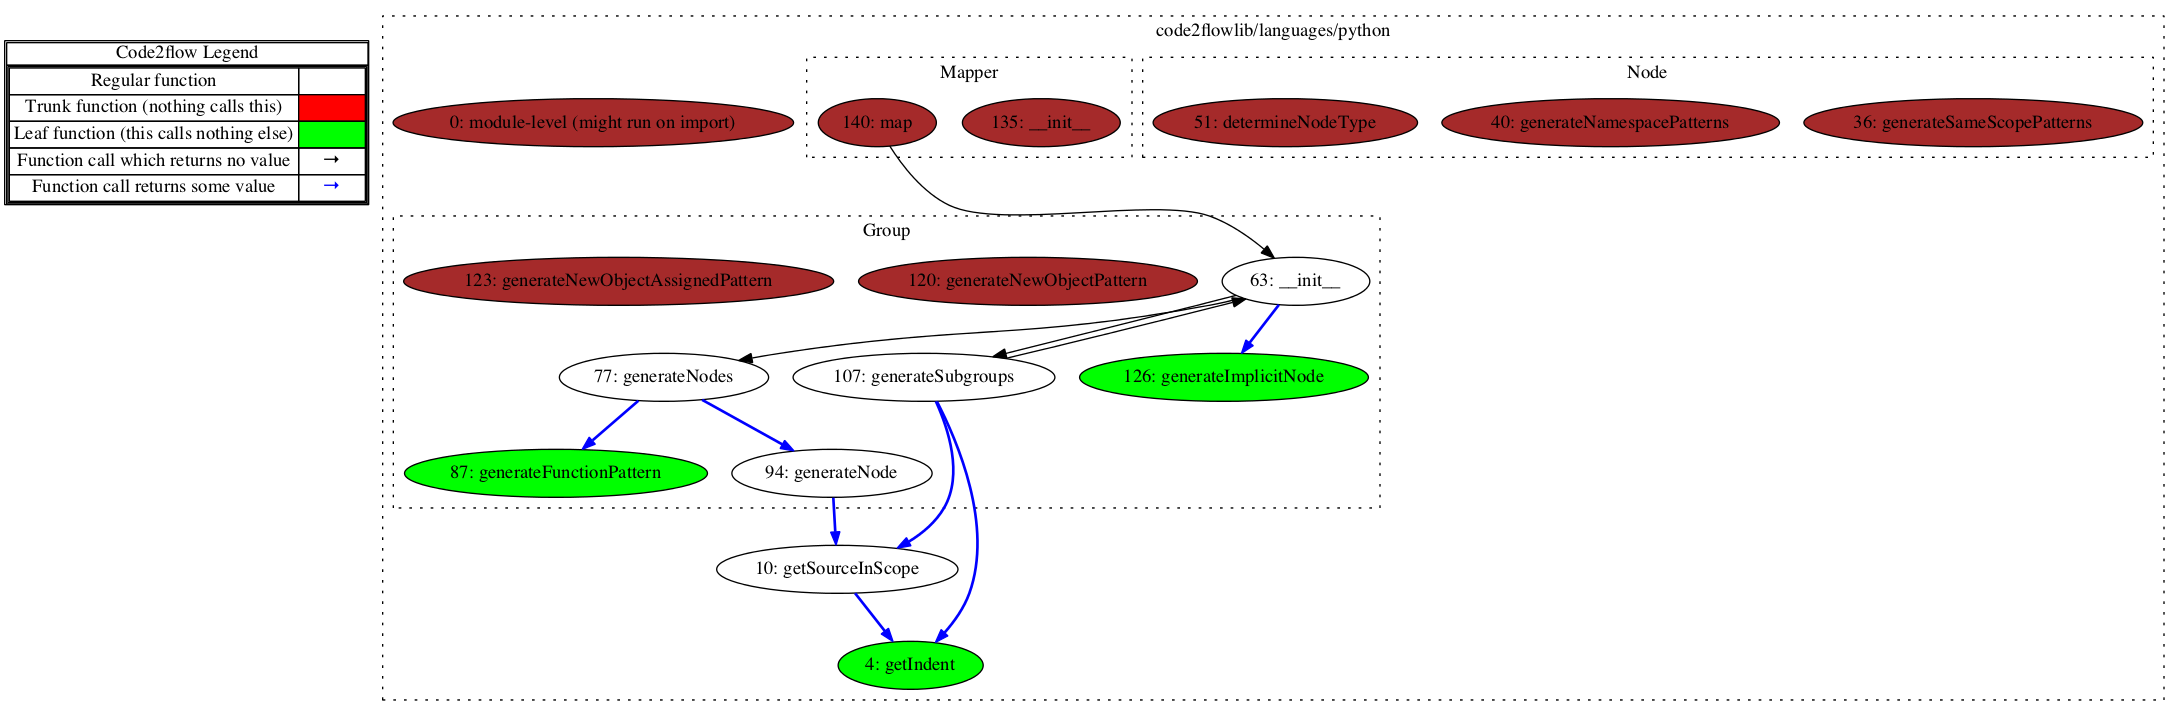 code2flowlib/languages/python
Code2flow Legend
Regular function
Trunk function (nothing calls this)
Leaf function (this calls nothing else)
Function call which returns no value →
Function call returns some value →
Mapper
Node
0: module-level (might run on import)
140: map
135: __init__
51: determineNodeType
40: generateNamespacePatterns
36: generateSameScopePatterns
Group
123: generateNewObjectAssignedPattern
120: generateNewObjectPattern
63: __init__
77: generateNodes
107: generateSubgroups
126: generateImplicitNode
87: generateFunctionPattern
94: generateNode
10: getSourceInScope
4: getIndent